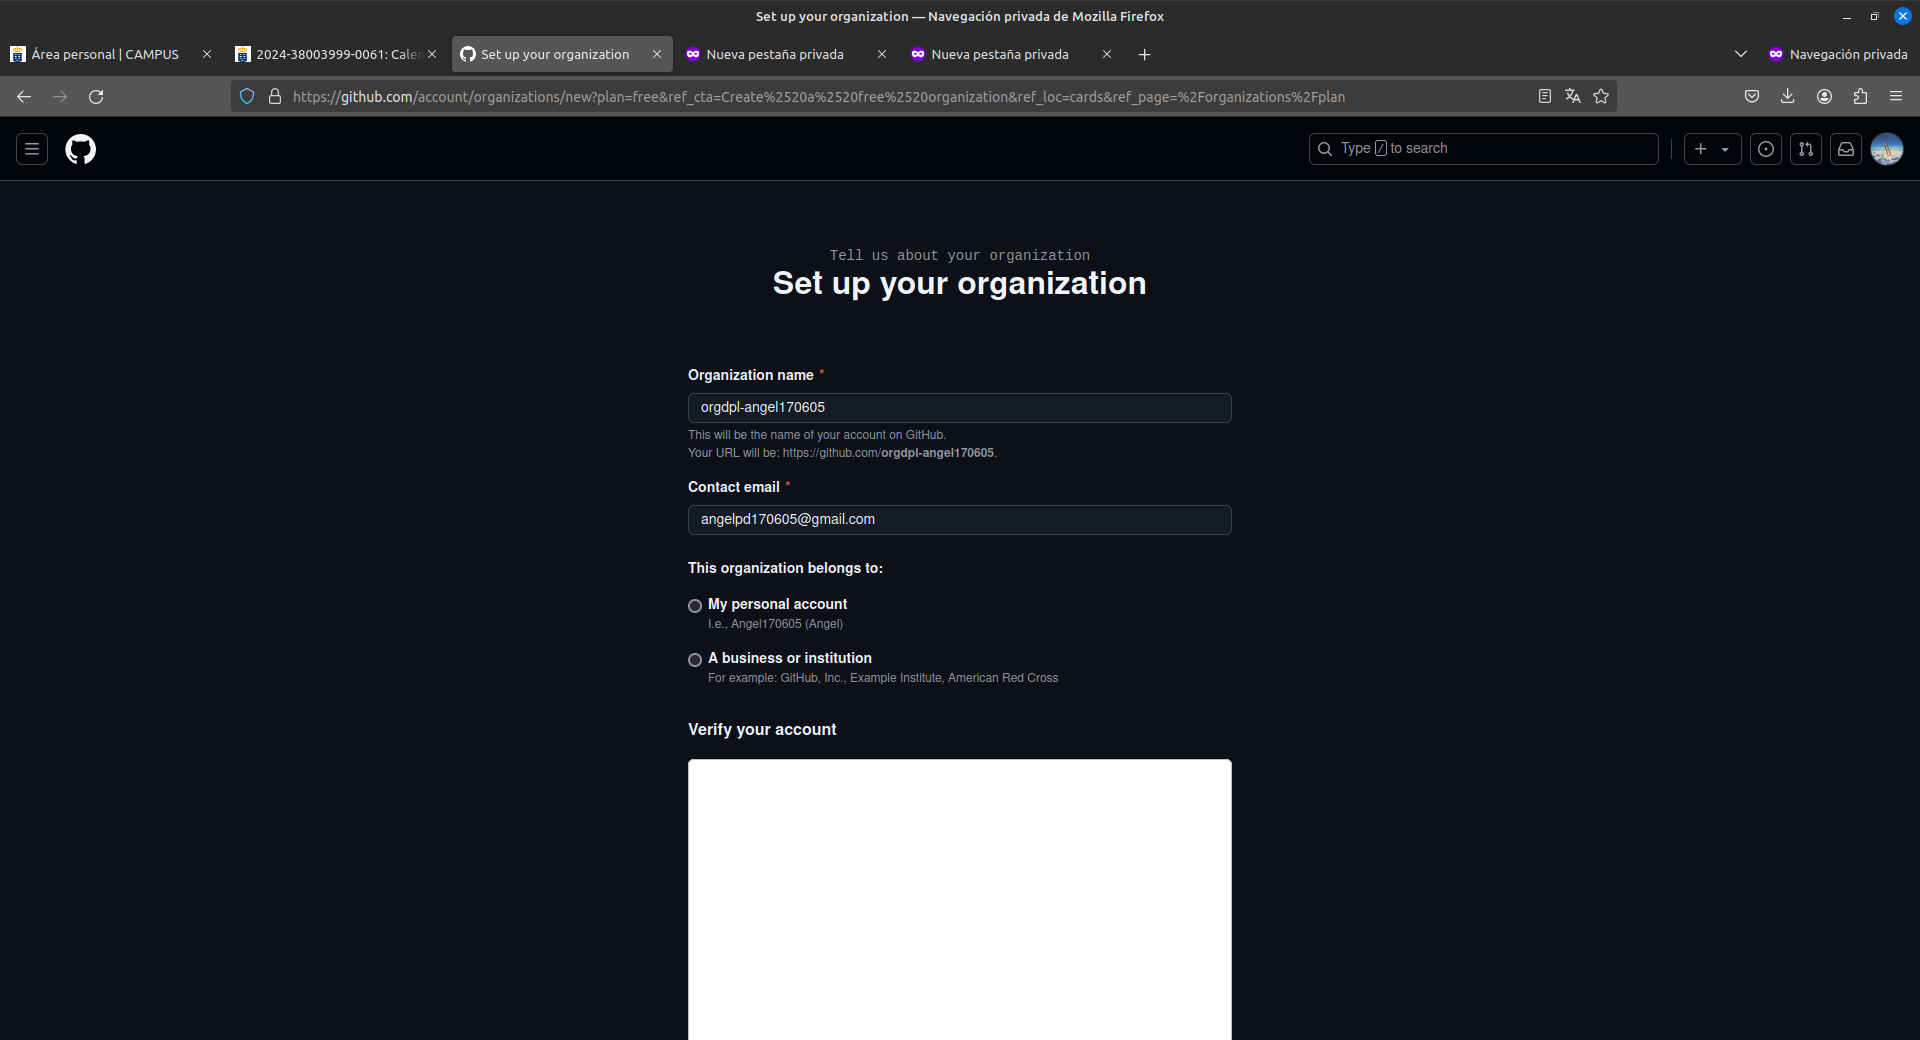 Set up your organization — Navegación privada de Mozilla Firefox
Área personal | CAMPUS
2024-38003999-0061: Calen
Set up your organization
Nueva pestaña privada
Nueva pestaña privada
Navegación privada
https://github.com/account/organizations/new?plan=free&ref_cta=Create%2520a%2520free%2520organization&ref_loc=cards&ref_page=%2Forganizations%2Fplan
Type / to search
Tell us about your organization
Set up your organization
Organization name *
orgdpl-angel170605
This will be the name of your account on GitHub.
Your URL will be: https://github.com/orgdpl-angel170605.
Contact email *
angelpd170605@gmail.com
This organization belongs to:
My personal account
I.e., Angel170605 (Angel)
A business or institution
For example: GitHub, Inc., Example Institute, American Red Cross
Verify your account